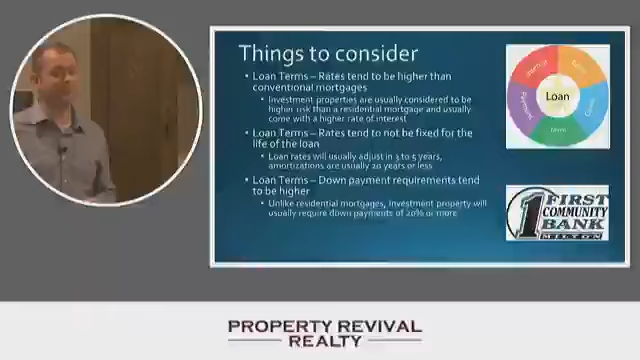 Things to consider
• Loan Terms – Rates tend to be higher than
conventional mortgages
• Investment properties are usually considered to be
higher risk than a residential mortgage and usually
come with a higher rate of interest
• Loan Terms – Rates tend to not be fixed for the
life of the loan
• Loan rates will usually adjust in 3 to 5 years,
amortizations are usually 20 years or less
• Loan Terms – Down payment requirements tend
to be higher
• Unlike residential mortgages, investment property will
usually require down payments of 20% or more
Loan
1 FIRST
COMMUNITY
BANK
MILTON
PROPERTY REVIVAL
REALTY